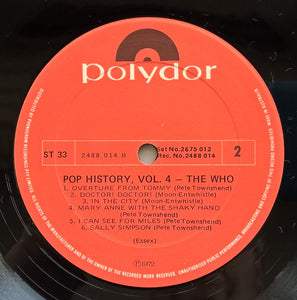 polydor
ST 33
2488 014 B
Set No. 2675 012
Rec. No. 2488 014
2
POP HISTORY, VOL. 4 – THE WHO
1. OVERTURE FROM TOMMY (Pete Townshend)
2. DOCTOR! DOCTOR! (Moon-Entwhistle)
3. IN THE CITY (Moon-Entwhistle)
4. MARY ANNE WITH THE SHAKY HAND
(Pete Townshend)
5. I CAN SEE FOR MILES (Pete Townshend)
6. SALLY SIMPSON (Pete Townshend)
(Essex)
Ⓟ 1972